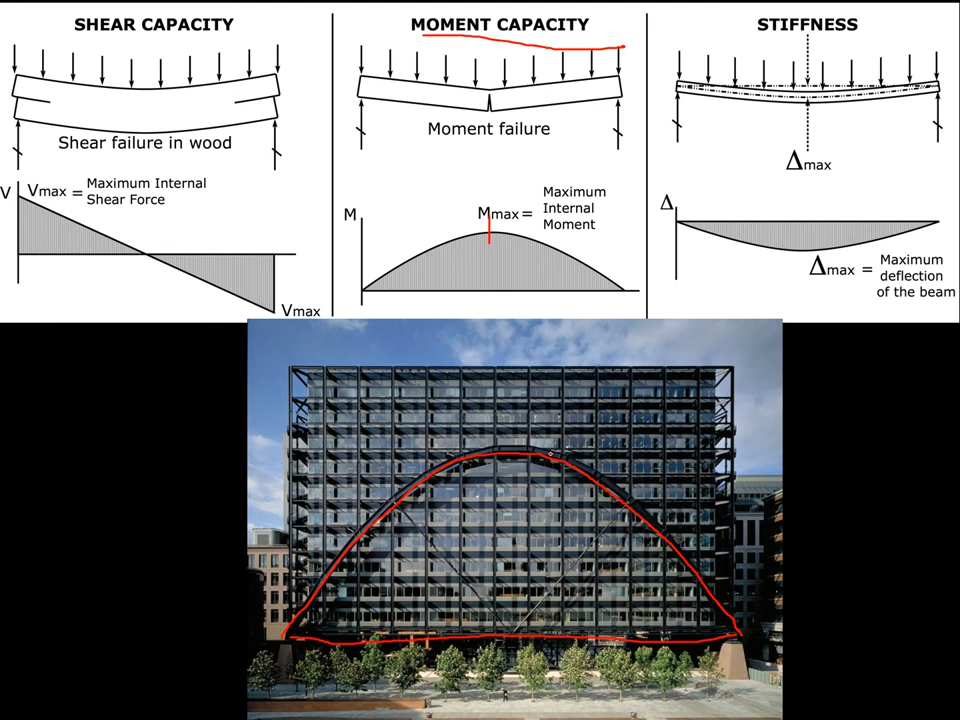 SHEAR CAPACITY
Shear failure in wood
V
Vmax = Maximum Internal
Shear Force
Vmax
MOMENT CAPACITY
Moment failure
M
Mmax= Maximum
Internal
Moment
STIFFNESS
Δmax
Δ
Δmax = Maximum
deflection
of the beam